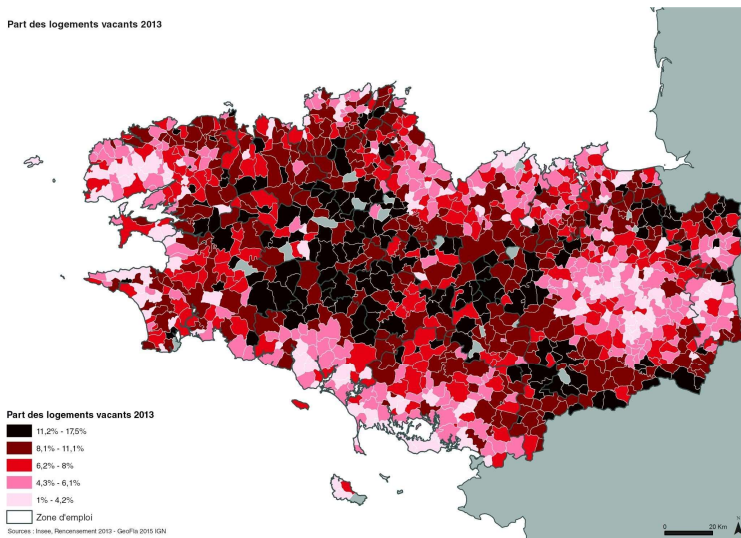 Part des logements vacants 2013
Part des logements vacants 2013
11,2% - 17,5%
8,1% - 11,1%
6,2% - 8%
4,3% - 6,1%
1% - 4,2%
Zone d'emploi
Sources : Insee, Rencensement 2013 - GeoFla 2015 IGN
N
0 20 Km